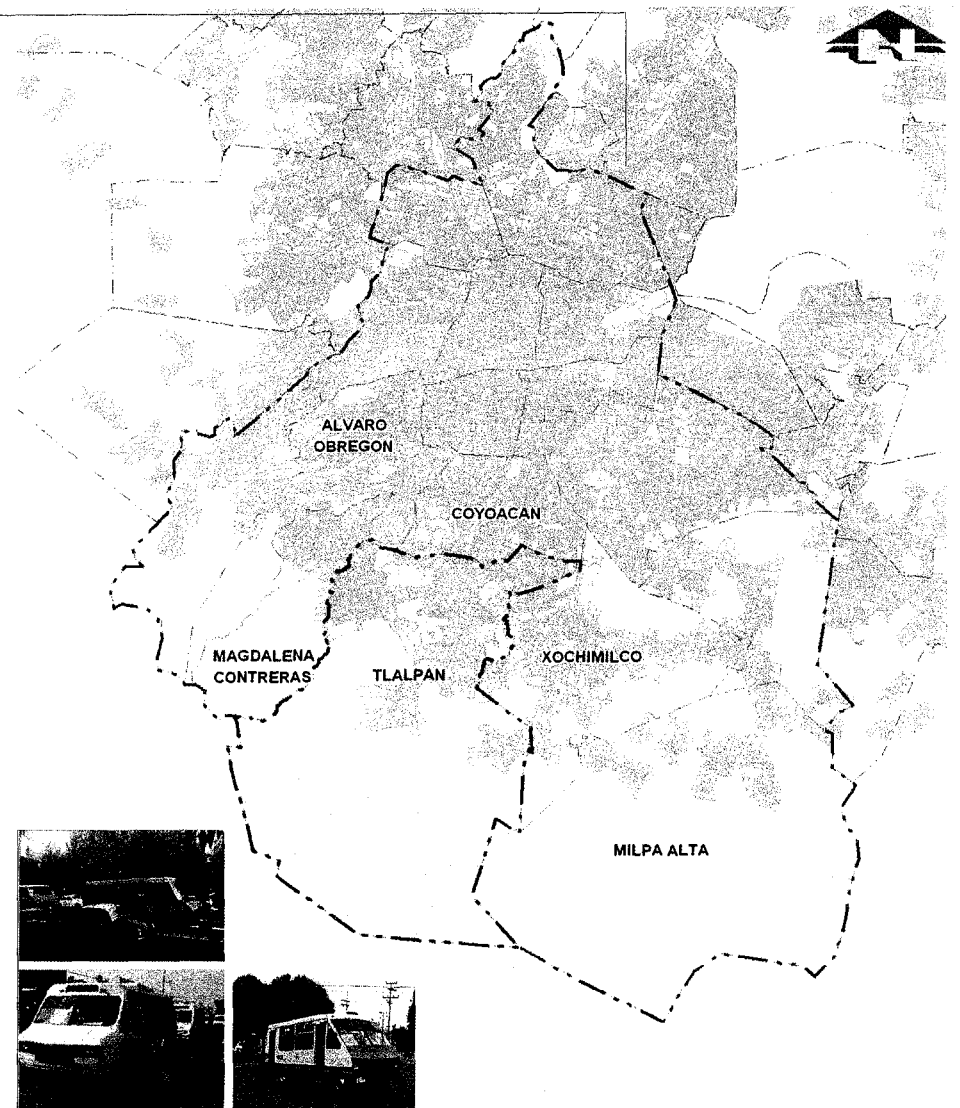 N
ALVARO
OBREGON
COYOACAN
MAGDALENA
CONTRERAS
TLALPAN
XOCHIMILCO
MILPA ALTA